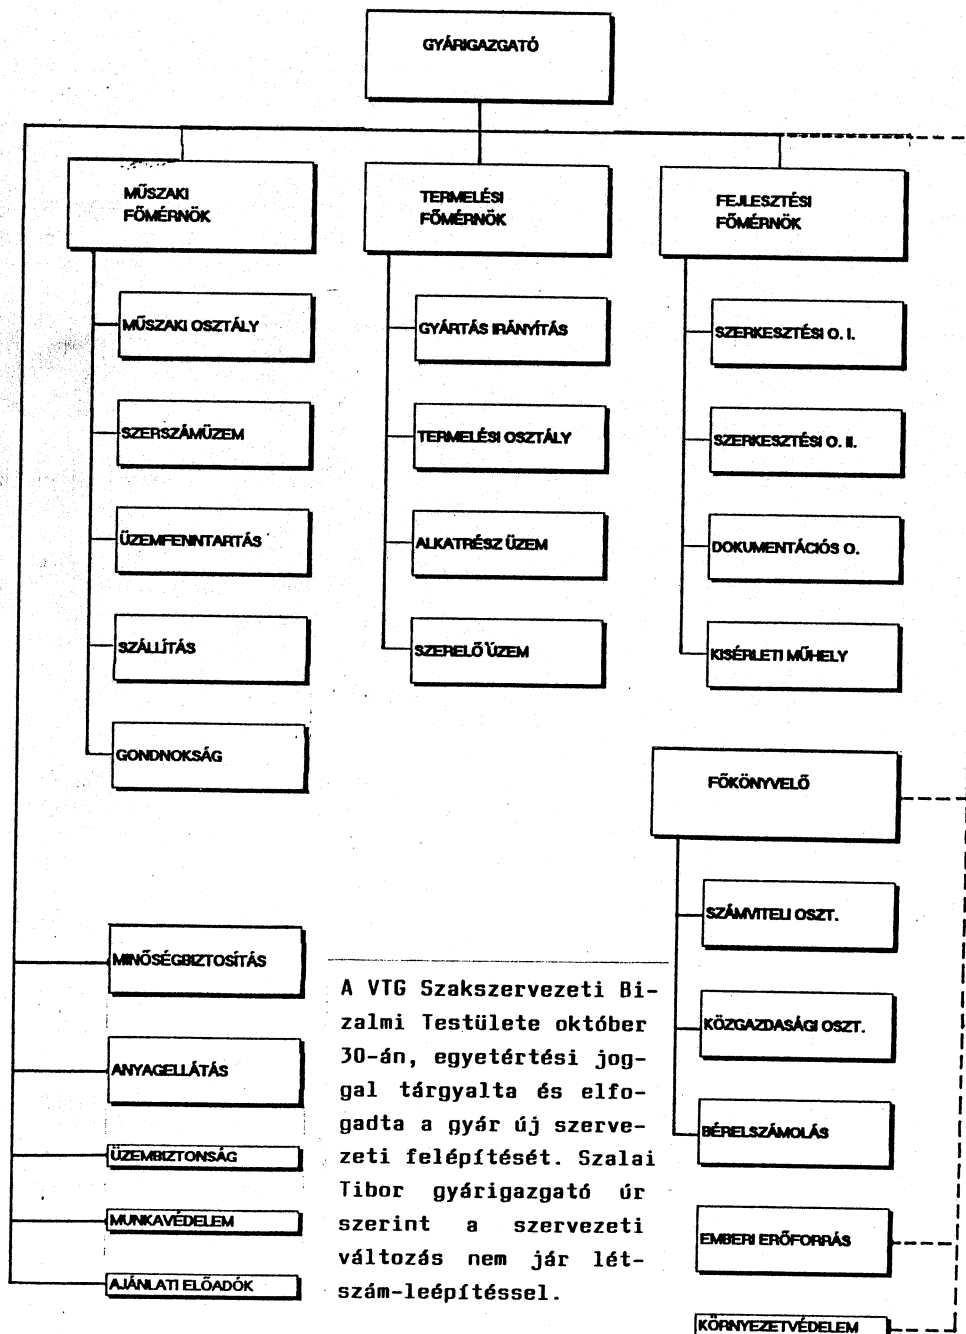 GYÁRIGAZGATÓ
MŰSZAKI
FŐMÉRNÖK
TERMELÉSI
FŐMÉRNÖK
FEJLESZTÉSI
FŐMÉRNÖK
MŰSZAKI OSZTÁLY
SZERSZÁMÜZEM
ÜZEMFENNTARTÁS
SZÁLLÍTÁS
GONDNOKSÁG
GYÁRTÁS IRÁNYÍTÁS
TERMELÉSI OSZTÁLY
ALKATRÉSZ ÜZEM
SZERELŐ ÜZEM
SZERKESZTÉSI O. I.
SZERKESZTÉSI O. II.
DOKUMENTÁCIÓS O.
KISÉRLETI MŰHELY
FŐKÖNYVELŐ
SZÁMVITELI OSZT.
KÖZGAZDASÁGI OSZT.
BÉRELSZÁMOLÁS
EMBERI ERŐFORRÁS
KÖRNYEZETVÉDELEM
MINŐSÉGBIZTOSÍTÁS
ANYAGELLÁTÁS
ÜZEMBIZTONSÁG
MUNKAVÉDELEM
AJÁNLATI ELŐADÓK
A VTG Szakszervezeti Bi-
zalmi Testülete október
30-án, egyetértési jog-
gal tárgyalta és elfo-
gadta a gyár új szerve-
zeti felépítését. Szalai
Tibor gyárigazgató úr
szerint a szervezeti
változás nem jár lét-
szám-leépítéssel.